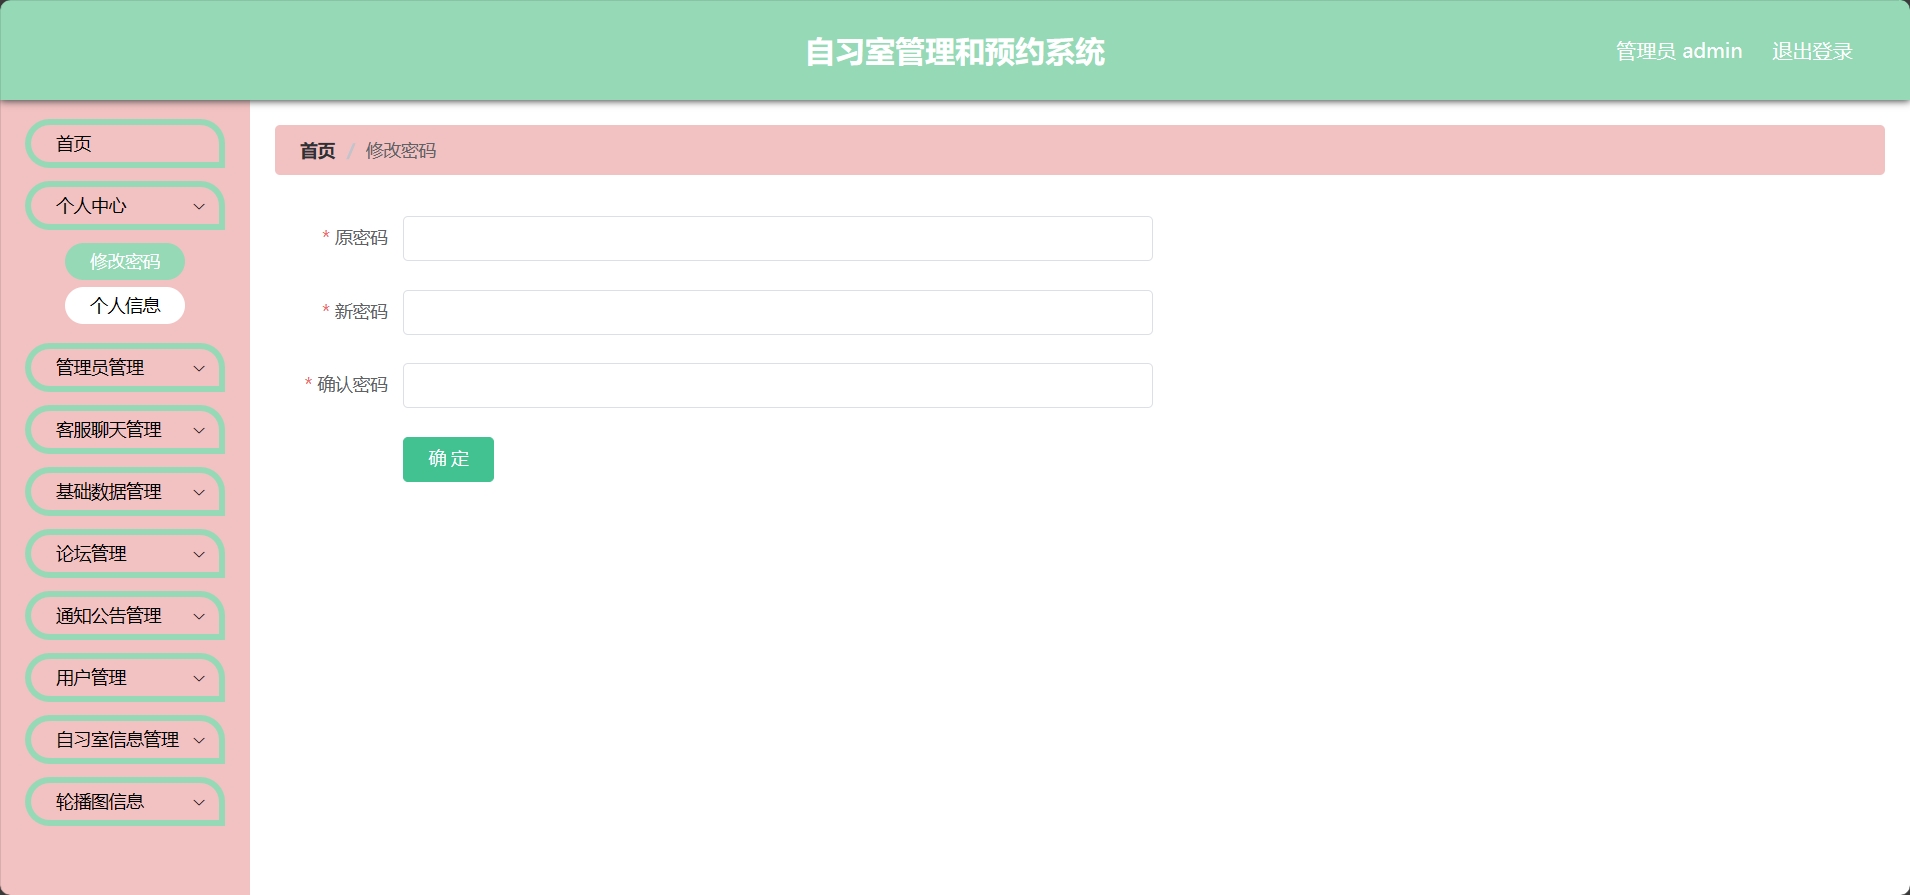 自习室管理和预约系统
管理员 admin
退出登录
首页
个人中心
修改密码
个人信息
管理员管理
客服聊天管理
基础数据管理
论坛管理
通知公告管理
用户管理
自习室信息管理
轮播图信息
首页 / 修改密码
* 原密码
* 新密码
* 确认密码
确 定